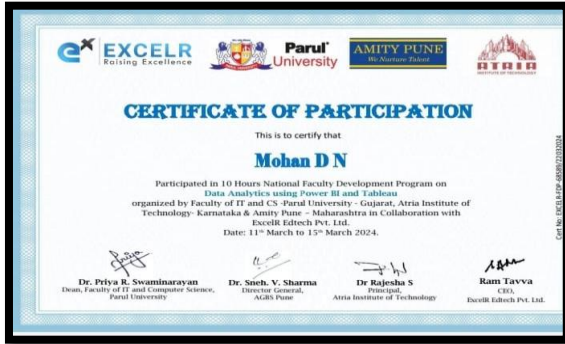 EXCELR
Raising Excellence
Parul®
University
AMITY PUNE
We Nurture Talent
ATRIA
INSTITUTE OF TECHNOLOGY
CERTIFICATE OF PARTICIPATION
This is to certify that
Mohan D N
Participated in 10 Hours National Faculty Development Program on
Data Analytics using Power BI and Tableau
organized by Faculty of IT and CS -Parul University - Gujarat, Atria Institute of
Technology- Karnataka & Amity Pune – Maharashtra in Collaboration with
ExcelR Edtech Pvt. Ltd.
Date: 11th March to 15th March 2024.
Dr. Priya R. Swaminarayan
Dean, Faculty of IT and Computer Science,
Parul University
Dr. Sneh. V. Sharma
Director General,
AGBS Pune
Dr Rajesha S
Principal,
Atria Institute of Technology
Ram Tavva
CEO,
ExcelR Edtech Pvt. Ltd.